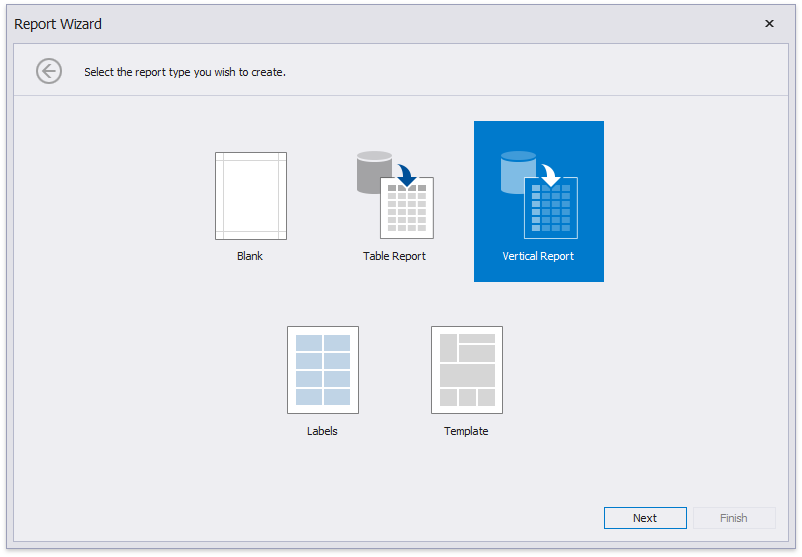 Report Wizard
Select the report type you wish to create.
Blank
Table Report
Vertical Report
Labels
Template
Next
Finish